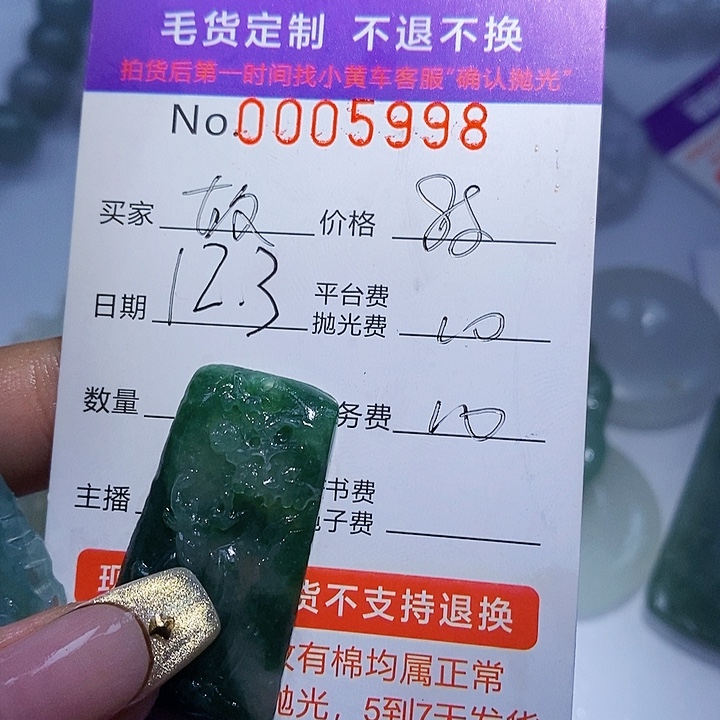 毛货定制 不退不换
拍货后第一时间找小黄车客服"确认抛光"
No.0005998
买家 故 价格 88
日期 12.3 平台费
抛光费 10
数量 务费 10
主播 书费
子费
货不支持退换
有棉均属正常
抛光，5到7天发货